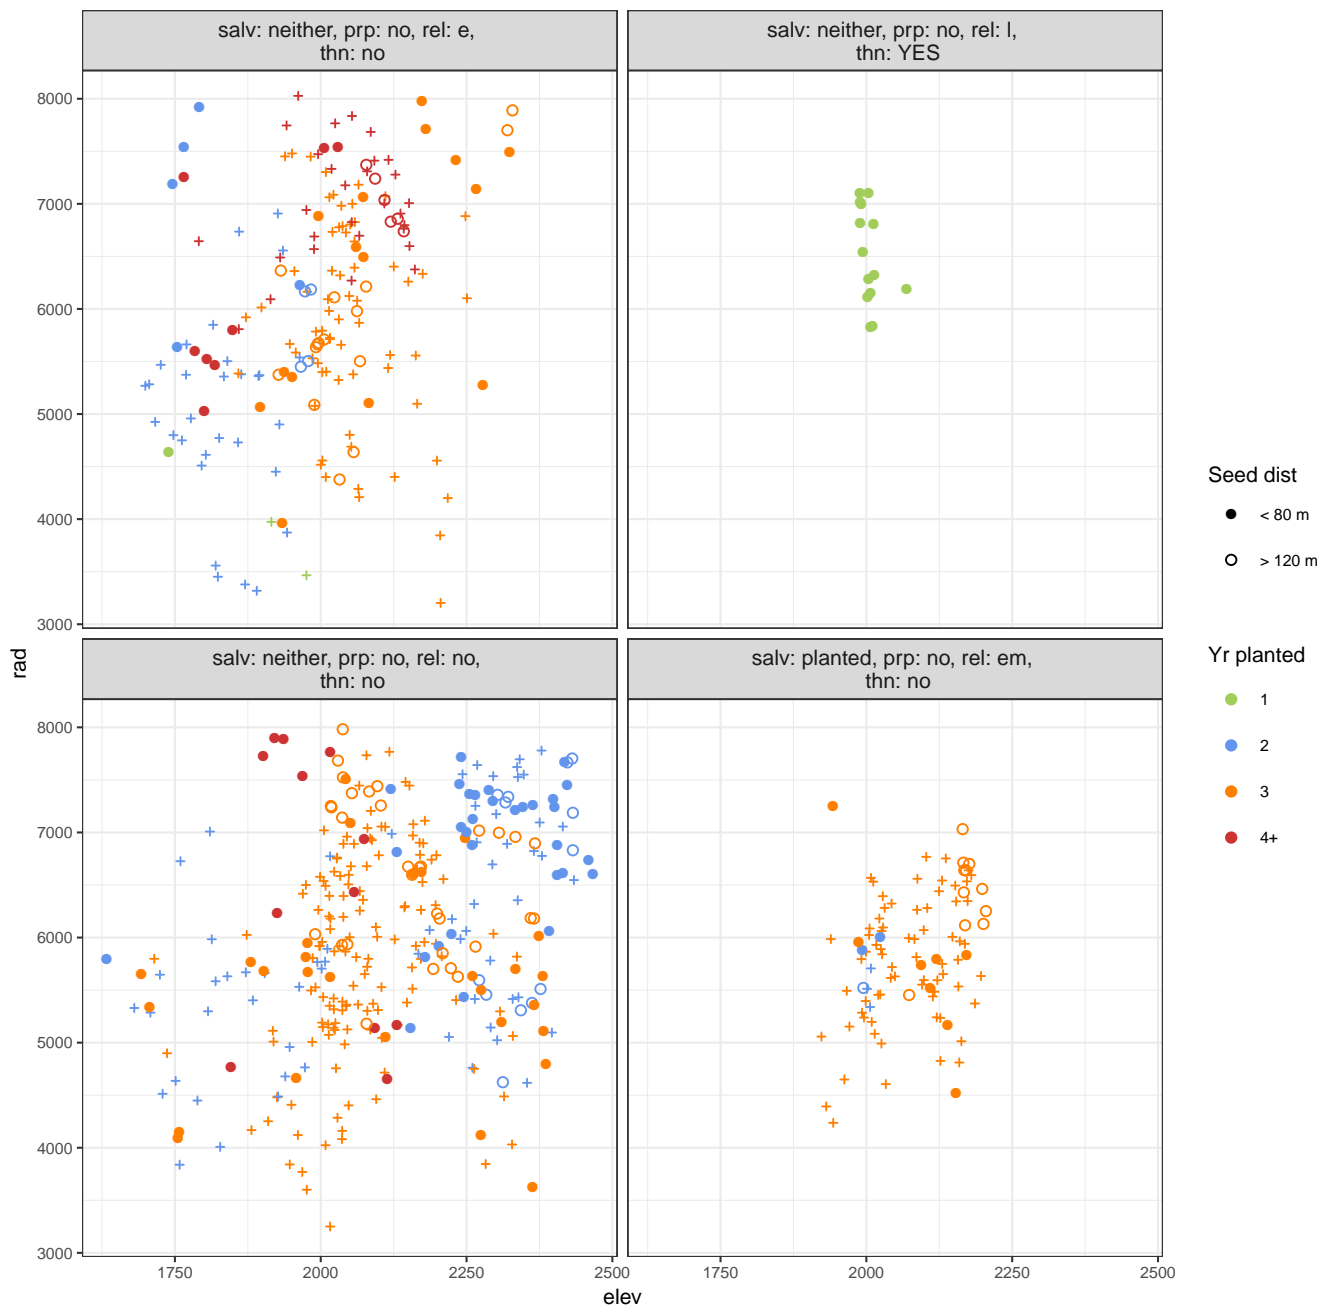 salv: neither, prp: no, rel: e,
thn: no
salv: neither, prp: no, rel: l,
thn: YES
8000
7000
6000
5000
4000
3000
salv: neither, prp: no, rel: no,
thn: no
salv: planted, prp: no, rel: em,
thn: no
8000
7000
6000
5000
4000
3000
rad
1750
2000
2250
2500
1750
2000
2250
2500
elev
Seed dist
< 80 m
> 120 m
Yr planted
1
2
3
4+